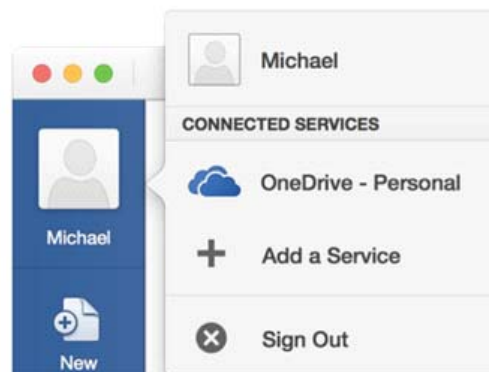 Michael
CONNECTED SERVICES
OneDrive - Personal
Add a Service
Sign Out
Michael
New